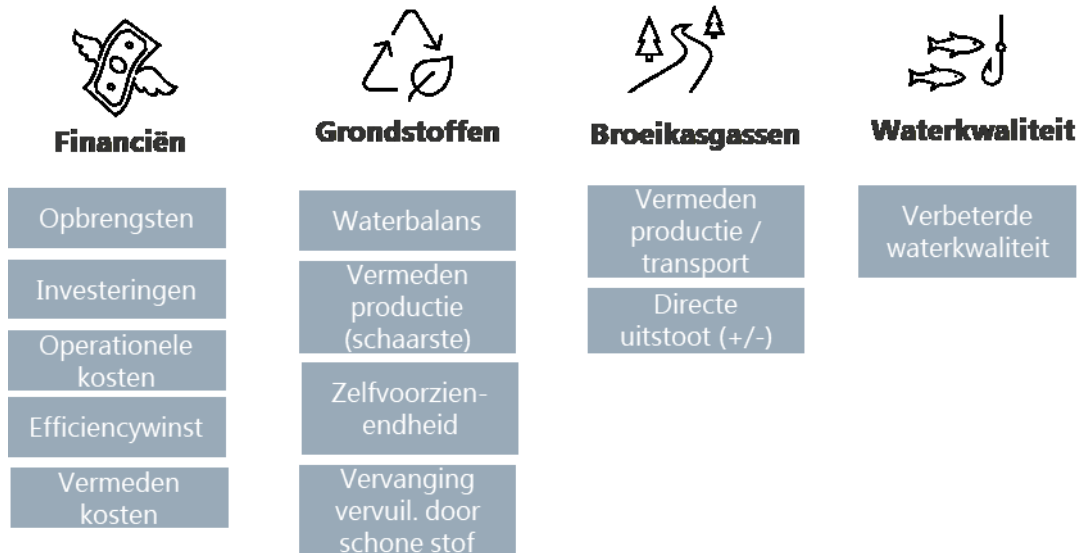 Financiën
Opbrengsten
Investeringen
Operationele
kosten
Efficiencywinst
Vermeden
kosten
Grondstoffen
Waterbalans
Vermeden
productie
(schaarste)
Zelfvoorzien-
endheid
Vervanging
vervuil. door
schone stof
Broeikasgassen
Vermeden
productie /
transport
Directe
uitstoot (+/-)
Waterkwaliteit
Verbeterde
waterkwaliteit